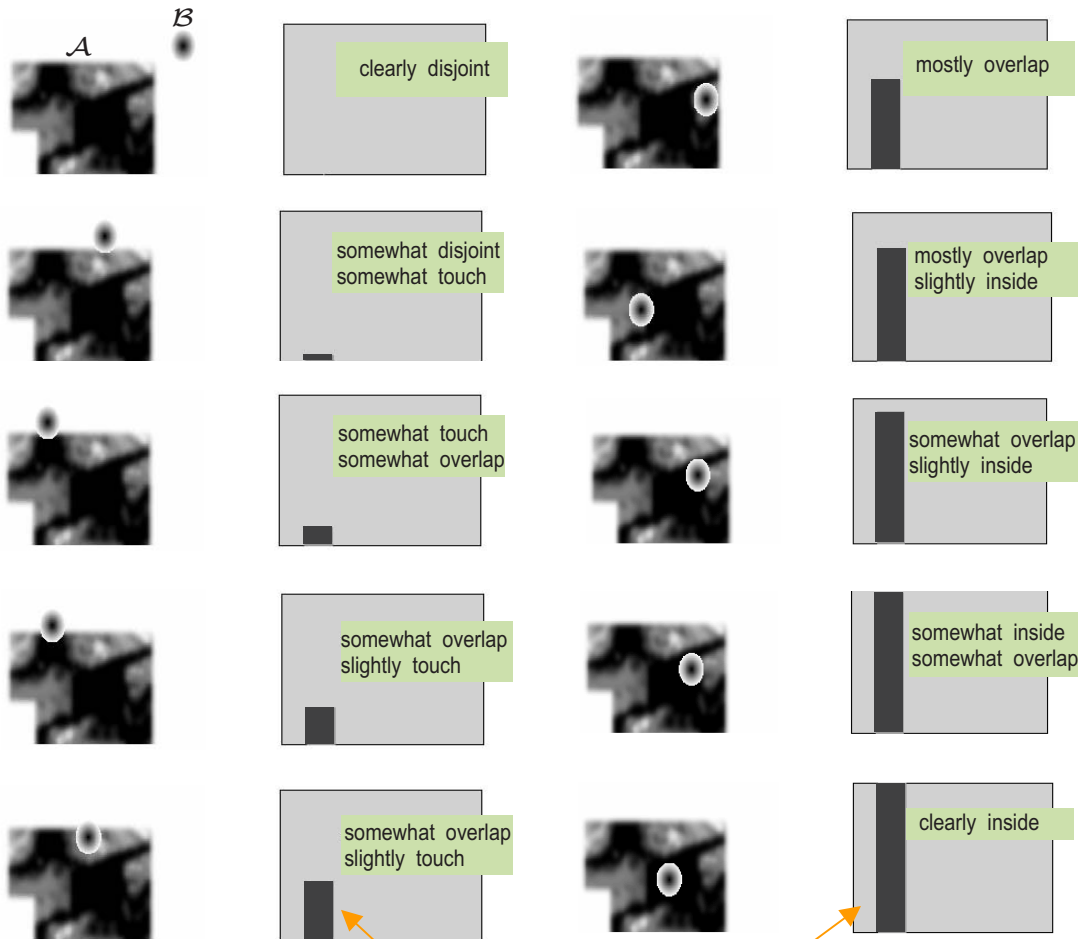 A
B
clearly disjoint
mostly overlap
somewhat disjoint
somewhat touch
mostly overlap
slightly inside
somewhat touch
somewhat overlap
somewhat overlap
slightly inside
somewhat overlap
slightly touch
somewhat inside
somewhat overlap
somewhat overlap
slightly touch
clearly inside